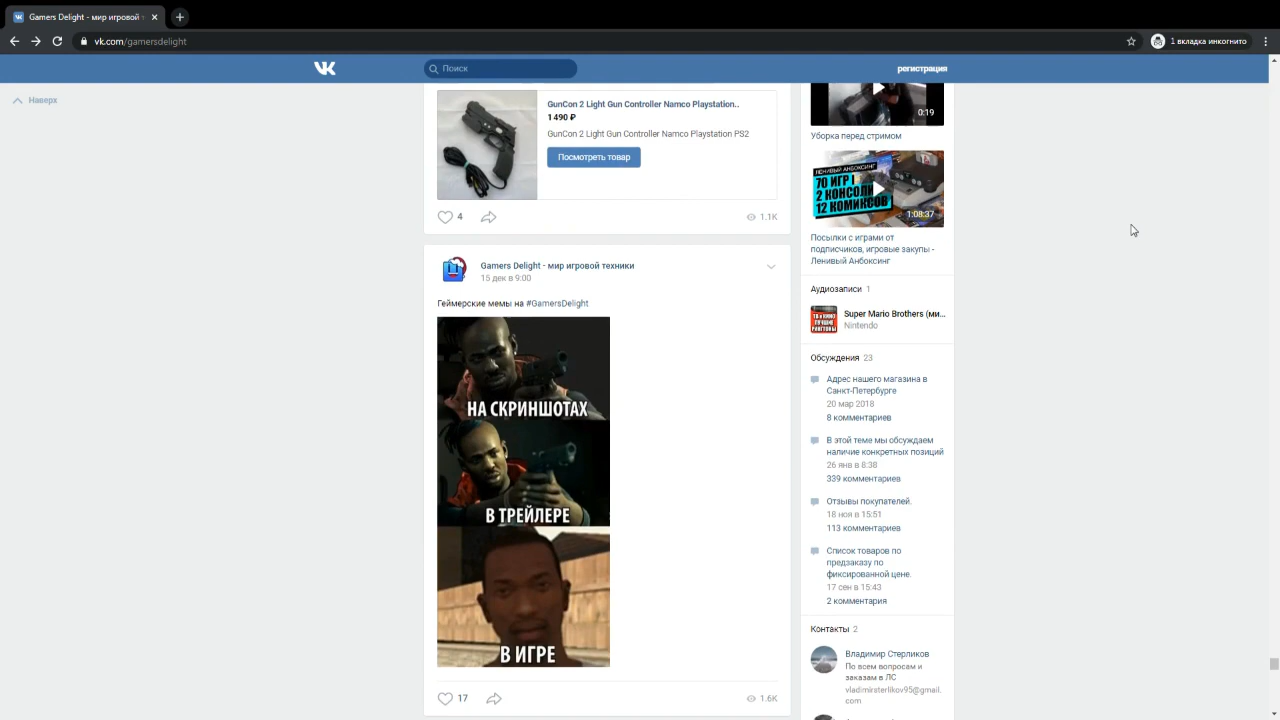 Gamers Delight - мир игровой т
vk.com/gamersdelight
1 вкладка инкогнито
Поиск
регистрация
Наверх
GunCon 2 Light Gun Controller Namco Playstation..
1 490 ₽
GunCon 2 Light Gun Controller Namco Playstation PS2
Посмотреть товар
4
1.1K
Gamers Delight - мир игровой техники
15 дек в 9:00
Геймерские мемы на #GamersDelight
НА СКРИНШОТАХ
В ТРЕЙЛЕРЕ
В ИГРЕ
17
1.6K
0:19
Уборка перед стримом
ЛЕНИВЫЙ АНБОКСИНГ
70 ИГР
2 КОНСОЛИ
12 КОМИКСОВ
1:08:37
Посылки с играми от
подписчиков, игровые закупы -
Ленивый Анбоксинг
Аудиозаписи 1
Super Mario Brothers (ми...
Nintendo
Обсуждения 23
Адрес нашего магазина в
Санкт-Петербурге
20 мар 2018
8 комментариев
В этой теме мы обсуждаем
наличие конкретных позиций
26 янв в 8:38
339 комментариев
Отзывы покупателей.
18 ноя в 15:51
113 комментариев
Список товаров по
предзаказу по
фиксированной цене.
17 сен в 15:43
2 комментария
Контакты 2
Владимир Стерликов
По всем вопросам и
заказам в ЛС
vladimirsterlikov95@gmail.
com